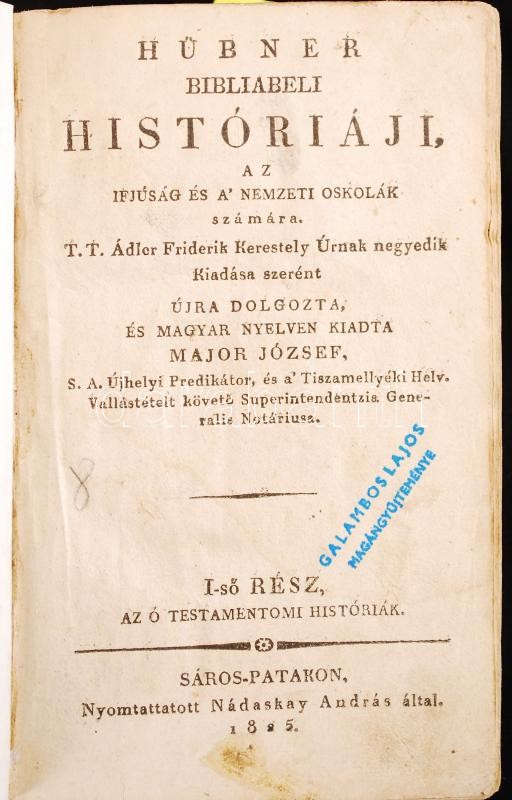 HÜBNER
BIBLIABELI
HISTÓRIÁJI,
AZ
IFJÚSÁG ÉS A' NEMZETI OSKOLÁK
számára.
T. T. Ádler Friderik Kerestely Úrnak negyedik
Kiadása szerént
ÚJRA DOLGOZTA,
ÉS MAGYAR NYELVEN KIADTA
MAJOR JÓZSEF,
S. A. Újhelyi Predikátor, és a' Tiszamellyéki Helv.
Vallástételt követő Superintendentzia Gene-
ralis Notáriusa.
8
GALAMBOS LAJOS
MAGÁNGYŰJTEMÉNYE
I-ső RÉSZ,
AZ Ó TESTAMENTOMI HISTÓRIÁK.
SÁROS-PATAKON,
Nyomtattatott Nádaskay András által.
1825.